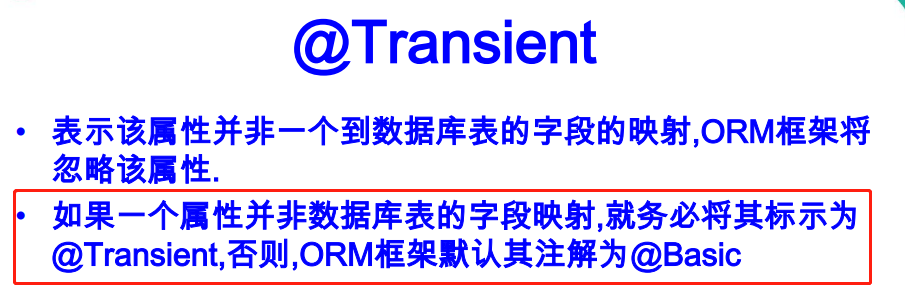 @Transient
• 表示该属性并非一个到数据库表的字段的映射,ORM框架将
忽略该属性.
• 如果一个属性并非数据库表的字段映射,就务必将其标示为
@Transient,否则,ORM框架默认其注解为@Basic